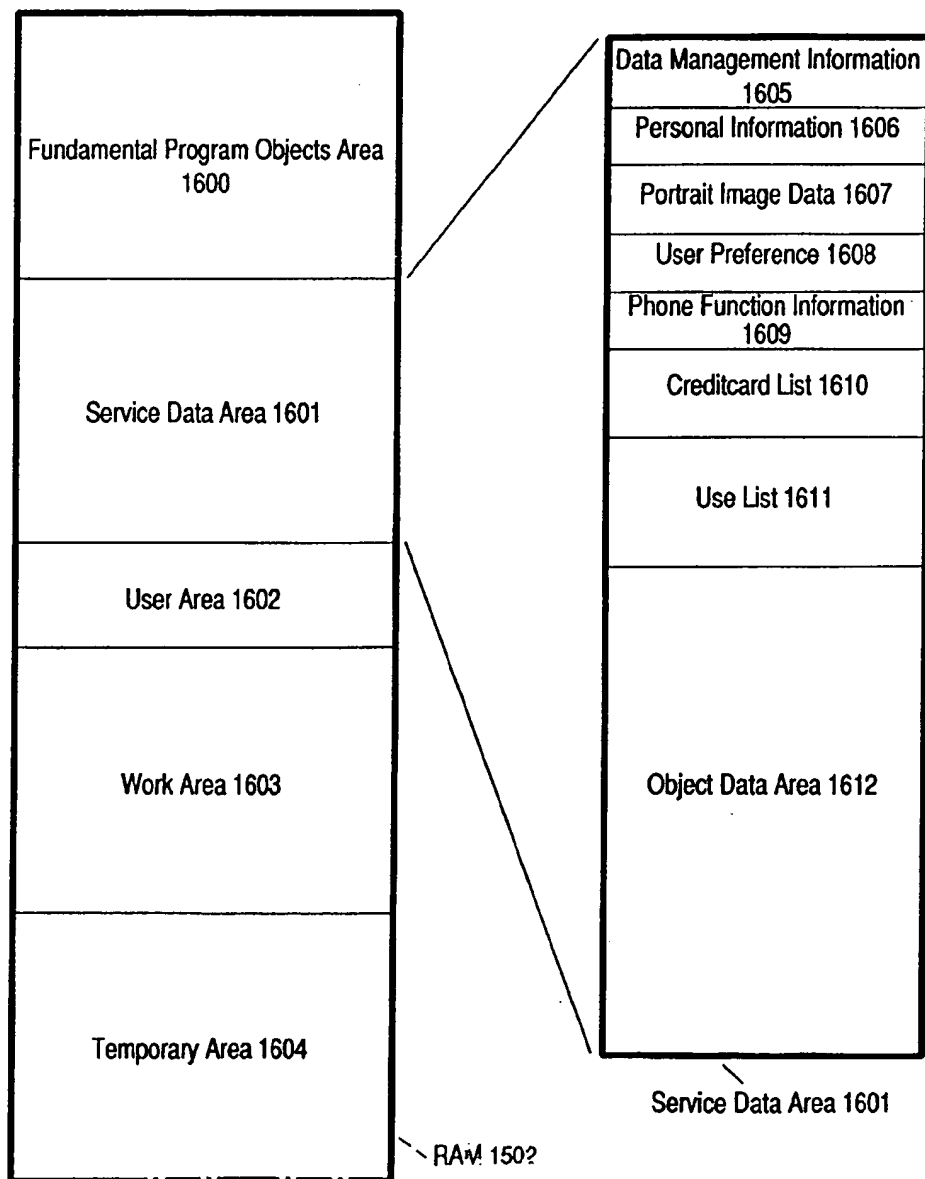 Fundamental Program Objects Area
1600
Service Data Area 1601
User Area 1602
Work Area 1603
Temporary Area 1604
RAM 1502
Data Management Information
1605
Personal Information 1606
Portrait Image Data 1607
User Preference 1608
Phone Function Information
1609
Creditcard List 1610
Use List 1611
Object Data Area 1612
Service Data Area 1601